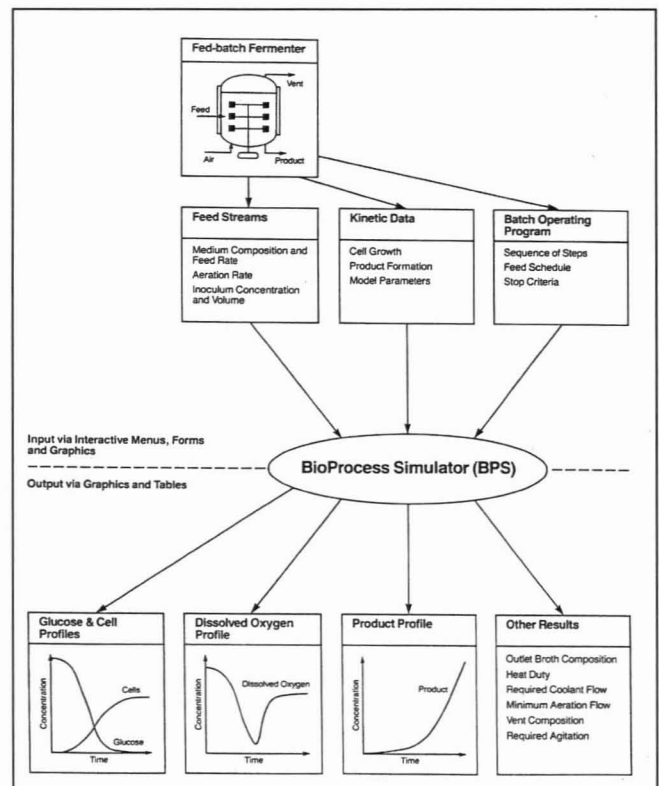 Fed-batch Fermenter
Vent
Feed
Air
Product
Feed Streams
Medium Composition and
Feed Rate
Aeration Rate
Inoculum Concentration
and Volume
Kinetic Data
Cell Growth
Product Formation
Model Parameters
Batch Operating
Program
Sequence of Steps
Feed Schedule
Stop Criteria
Input via Interactive Menus, Forms
and Graphics
BioProcess Simulator (BPS)
Output via Graphics and Tables
Glucose & Cell
Profiles
Concentration
Cells
Glucose
Time
Dissolved Oxygen
Profile
Concentration
Dissolved Oxygen
Time
Product Profile
Concentration
Product
Time
Other Results
Outlet Broth Composition
Heat Duty
Required Coolant Flow
Minimum Aeration Flow
Vent Composition
Required Agitation